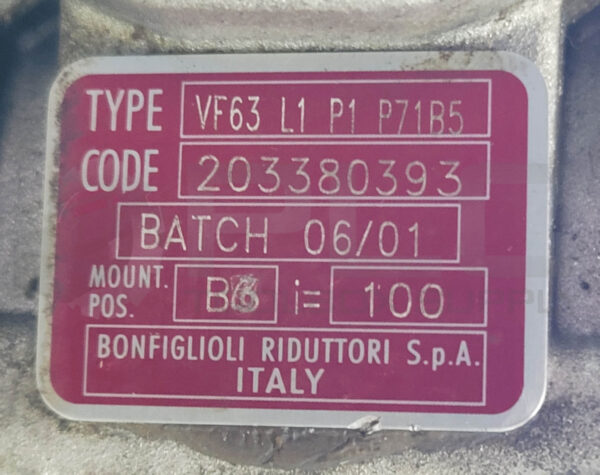 TYPE VF63 L1 P1 P71B5
CODE 203380393
BATCH 06/01
MOUNT. POS. i= 100
BONFIGLIOLI RIDUTTORI S.p.A.
ITALY